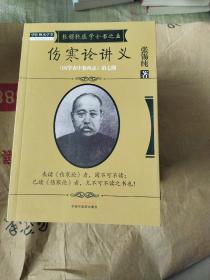 张锡纯医学全书之五
伤寒论讲义
《医学衷中参西录》第七期
张锡纯 著
未读《伤寒论》者，固不可不读；
已读《伤寒论》者，尤不可不读之书也！